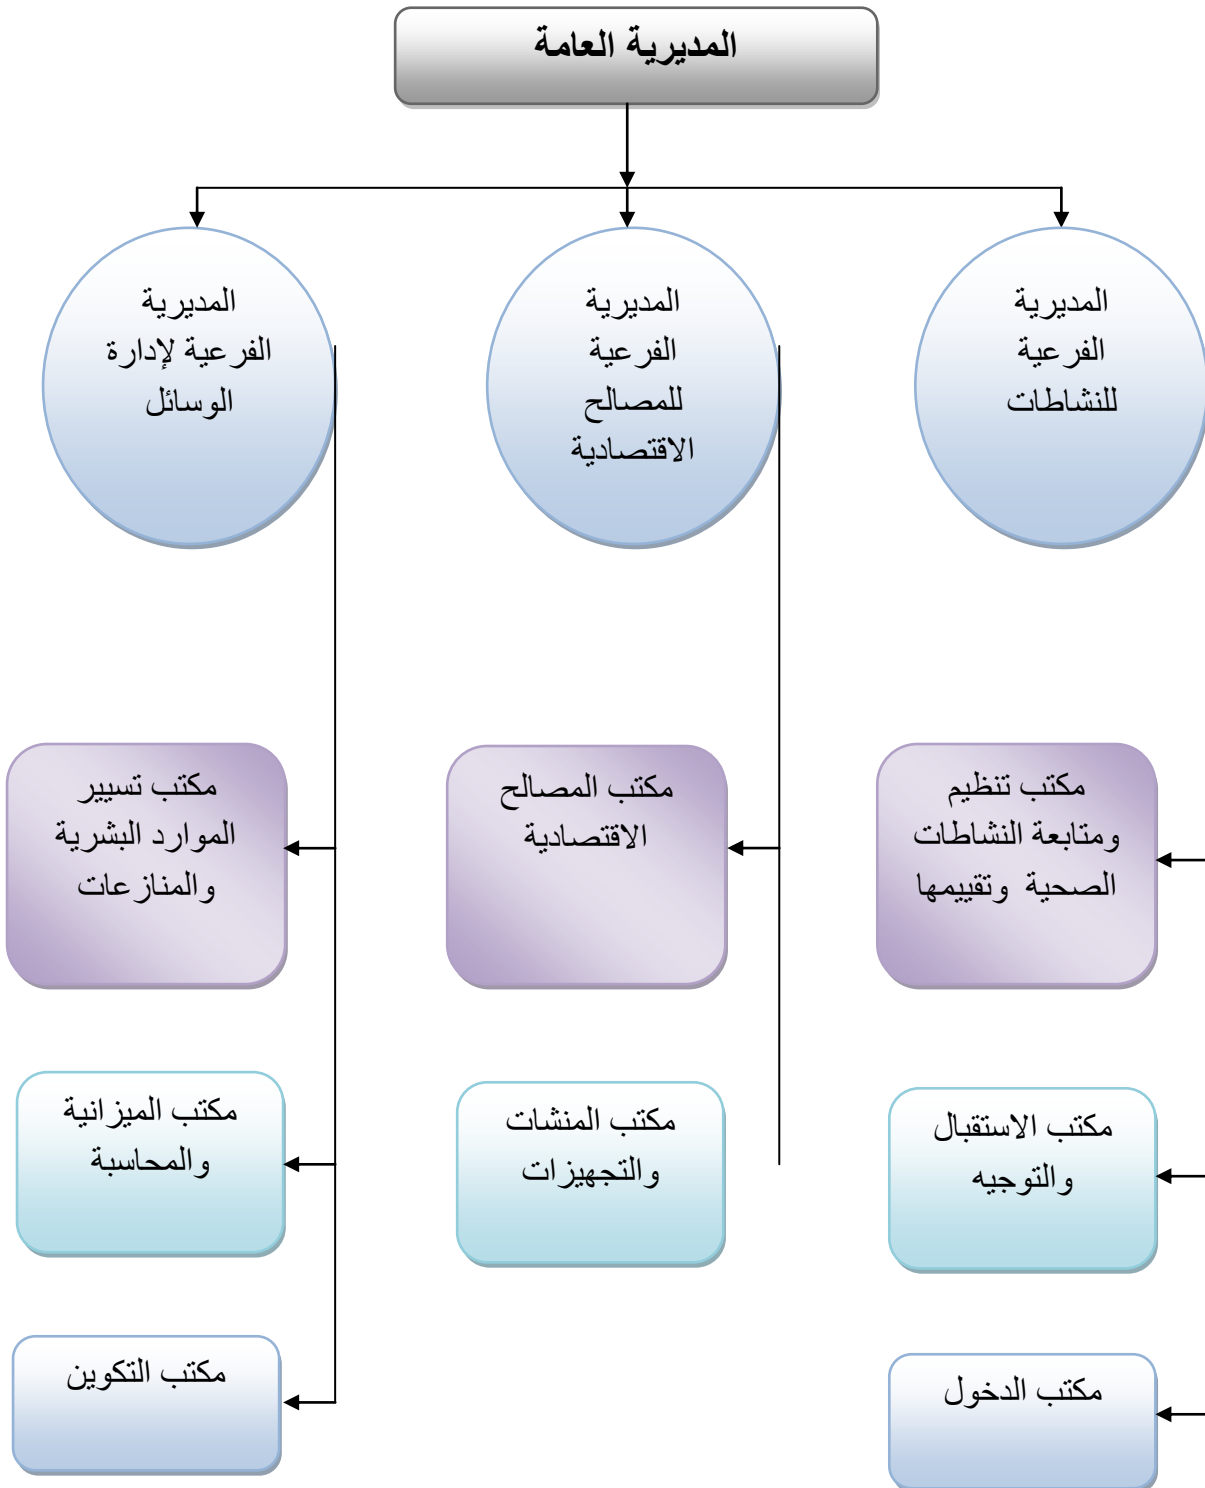 المديرية العامة
المديرية
الفرعية
للنشاطات
المديرية
الفرعية
للمصالح
الاقتصادية
المديرية
الفرعية لإدارة
الوسائل
مكتب تنظيم
ومتابعة النشاطات
الصحية وتقييمها
مكتب المصالح
الاقتصادية
مكتب تسيير
الموارد البشرية
والمنازعات
مكتب الاستقبال
والتوجيه
مكتب المنشات
والتجهيزات
مكتب الميزانية
والمحاسبة
مكتب الدخول
مكتب التكوين